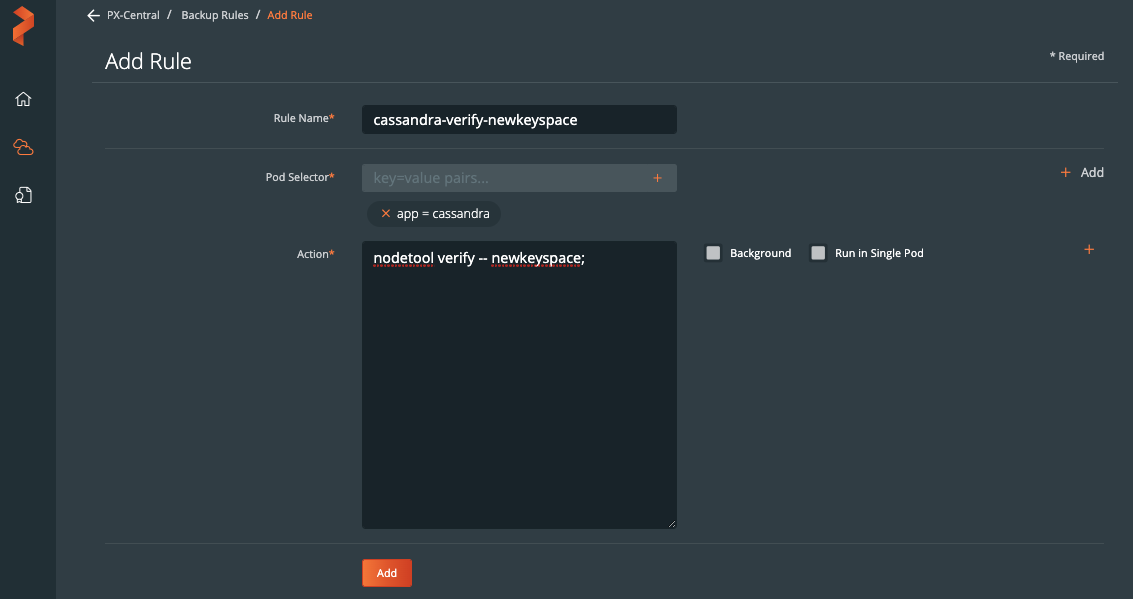 PX-Central / Backup Rules / Add Rule
Add Rule
* Required
Rule Name* cassandra-verify-newkeyspace
Pod Selector* key=value pairs... +
+ Add
× app = cassandra
Action* nodetool verify -- newkeyspace;
Background Run in Single Pod +
Add